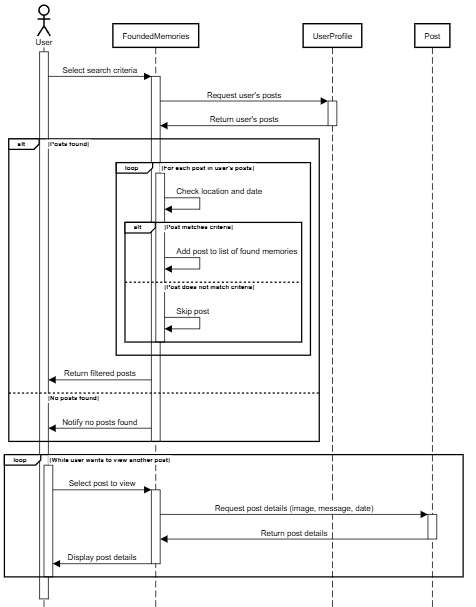 User
FoundedMemories
UserProfile
Post
Select search criteria
Request user's posts
Return user's posts
alt
[Posts found]
loop
[For each post in user's posts]
Check location and date
alt
[Post matches criteria]
Add post to list of found memories
[Post does not match criteria]
Skip post
Return filtered posts
[No posts found]
Notify no posts found
loop
[While user wants to view another post]
Select post to view
Request post details (image, message, date)
Return post details
Display post details